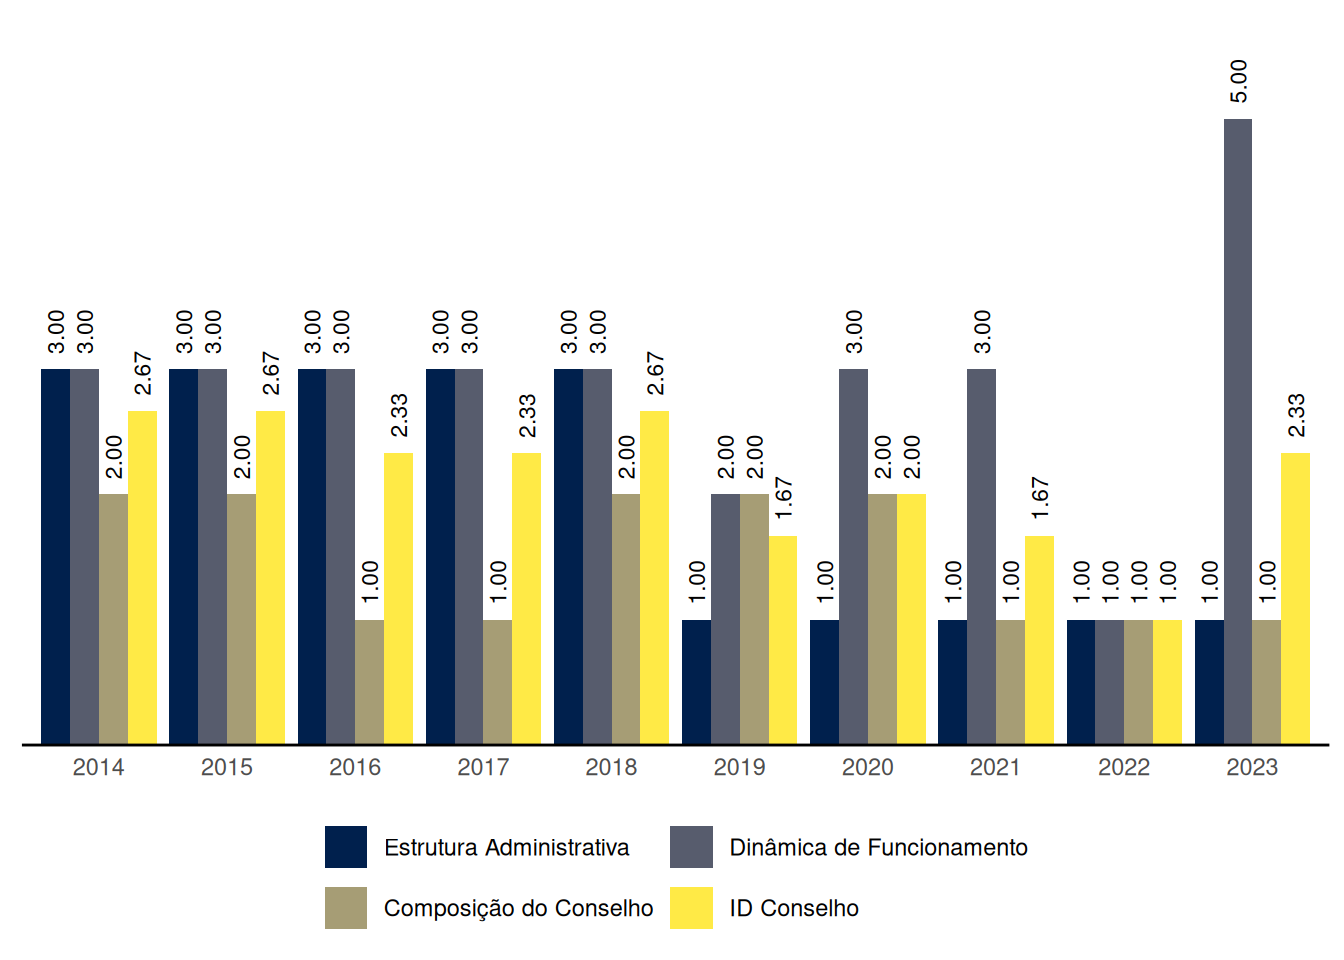 5.00
3.00 3.00 3.00 3.00 3.00 3.00 3.00 3.00 3.00 3.00 3.00 3.00
2.67 2.67 2.67
2.33 2.33 2.33
2.00 2.00 2.00 2.00 2.00 2.00 2.00
1.67 1.67
1.00 1.00 1.00 1.00 1.00 1.00 1.00 1.00 1.00 1.00 1.00 1.00
2014 2015 2016 2017 2018 2019 2020 2021 2022 2023
Estrutura Administrativa Dinâmica de Funcionamento
Composição do Conselho ID Conselho